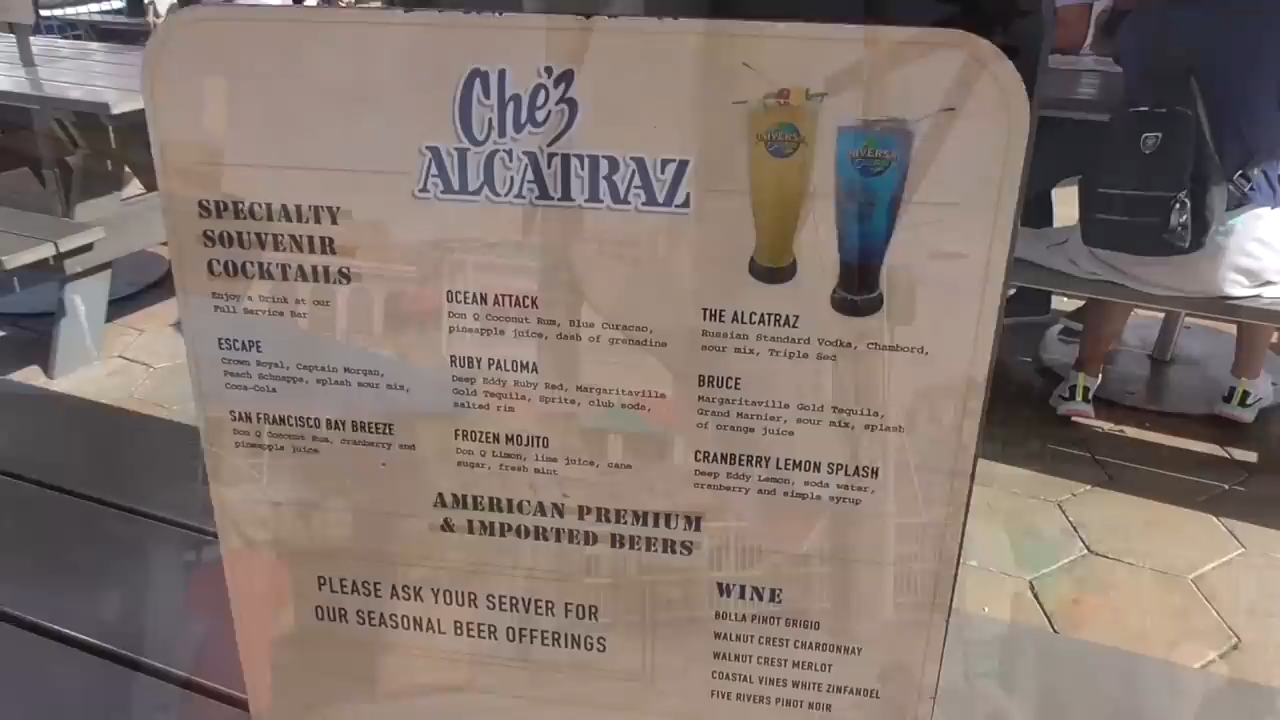 Che'z
ALCATRAZ
UNIVERSAL
UNIVERSAL
SPECIALTY
SOUVENIR
COCKTAILS
Enjoy a Drink at our
Full Service Bar
ESCAPE
Crown Royal, Captain Morgan,
Peach Schnapps, splash sour mix,
Coca-Cola
SAN FRANCISCO BAY BREEZE
Don Q Coconut Rum, cranberry and
pineapple juice
OCEAN ATTACK
Don Q Coconut Rum, Blue Curacao,
pineapple juice, dash of grenadine
RUBY PALOMA
Deep Eddy Ruby Red, Margaritaville
Gold Tequila, Sprite, club soda,
salted rim
FROZEN MOJITO
Don Q Limon, lime juice, cane
sugar, fresh mint
THE ALCATRAZ
Russian Standard Vodka, Chambord,
sour mix, Triple Sec
BRUCE
Margaritaville Gold Tequila,
Grand Marnier, sour mix, splash
of orange juice
CRANBERRY LEMON SPLASH
Deep Eddy Lemon, soda water,
cranberry and simple syrup
AMERICAN PREMIUM
& IMPORTED BEERS
PLEASE ASK YOUR SERVER FOR
OUR SEASONAL BEER OFFERINGS
WINE
BOLLA PINOT GRIGIO
WALNUT CREST CHARDONNAY
WALNUT CREST MERLOT
COASTAL VINES WHITE ZINFANDEL
FIVE RIVERS PINOT NOIR